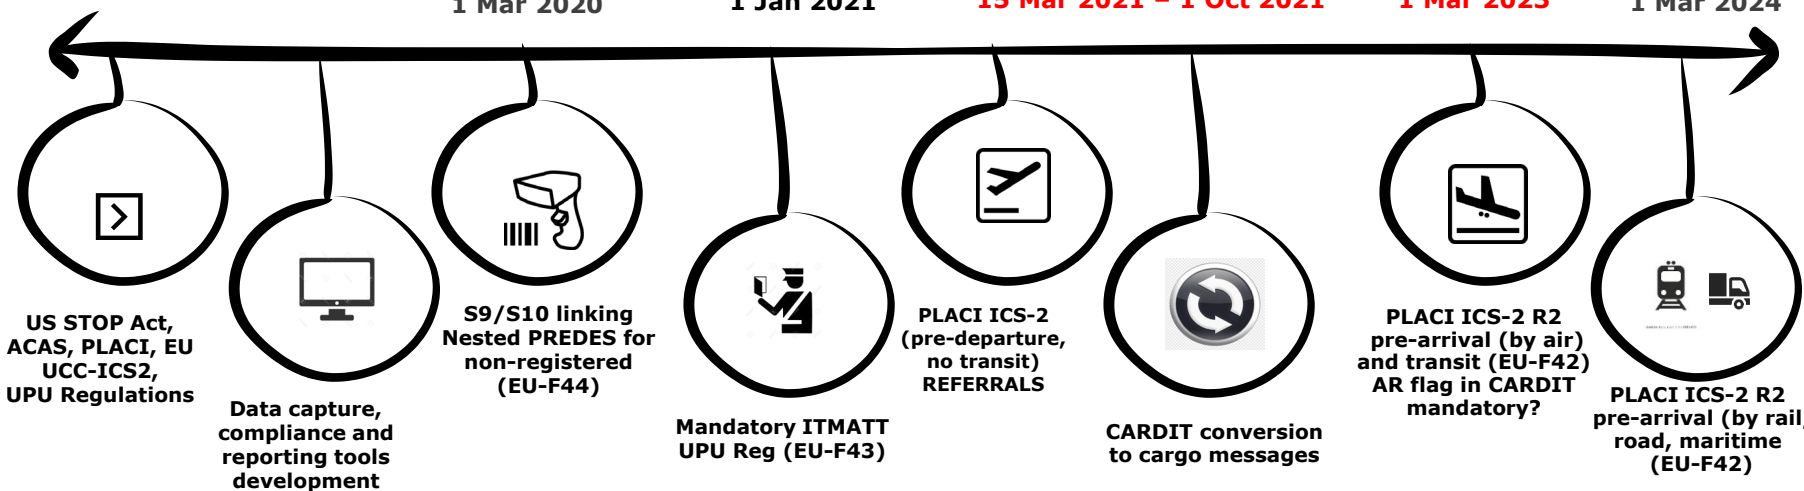 1 Mar 2020
1 Jan 2021
15 Mar 2021 – 1 Oct 2021
1 Mar 2023
1 Mar 2024
US STOP Act,
ACAS, PLACI, EU
UCC-ICS2,
UPU Regulations
Data capture,
compliance and
reporting tools
development
S9/S10 linking
Nested PREDES for
non-registered
(EU-F44)
Mandatory ITMATT
UPU Reg (EU-F43)
PLACI ICS-2
(pre-departure,
no transit)
REFERRALS
CARDIT conversion
to cargo messages
PLACI ICS-2 R2
pre-arrival (by air)
and transit (EU-F42)
AR flag in CARDIT
mandatory?
PLACI ICS-2 R2
pre-arrival (by rail,
road, maritime
(EU-F42)